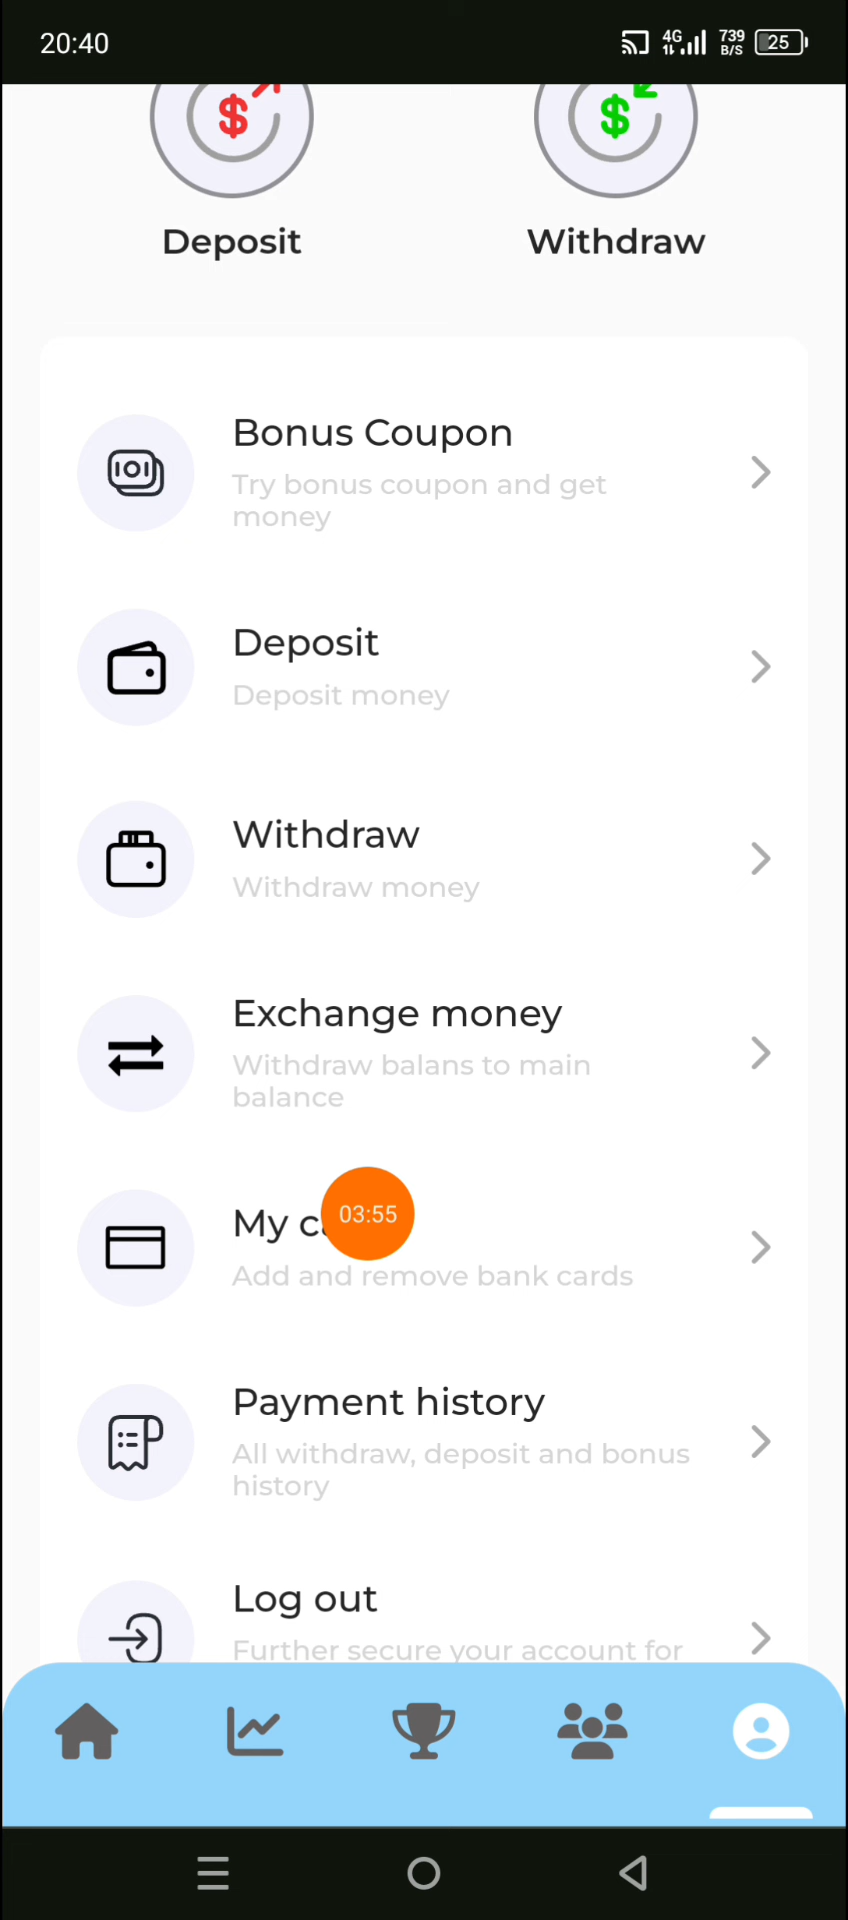 20:40
4G
739
B/S
25
Deposit
Withdraw
Bonus Coupon
Try bonus coupon and get
money
Deposit
Deposit money
Withdraw
Withdraw money
Exchange money
Withdraw balans to main
balance
My
03:55
Add and remove bank cards
Payment history
All withdraw, deposit and bonus
history
Log out
Further secure your account for